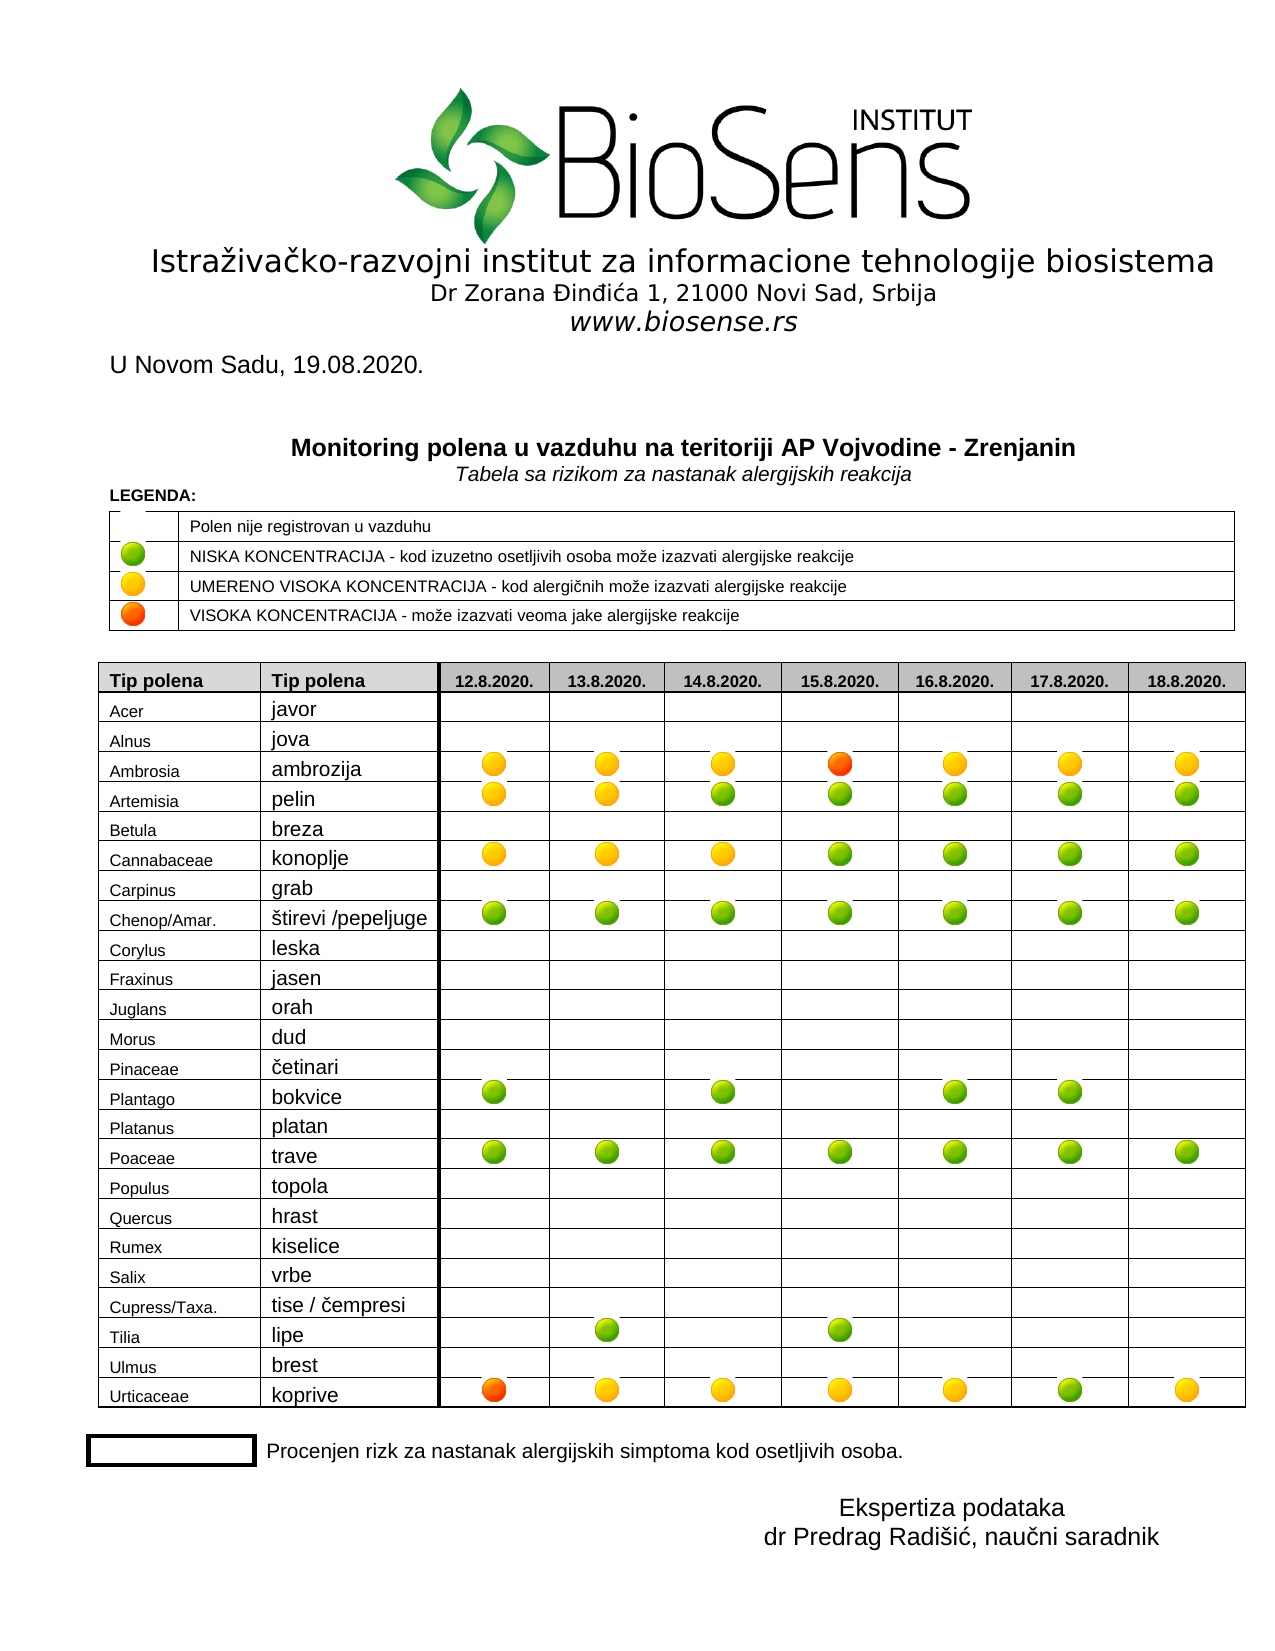 INSTITUT
BioSens
Istraživačko-razvojni institut za informacione tehnologije biosistema
Dr Zorana Đinđića 1, 21000 Novi Sad, Srbija
www.biosense.rs
U Novom Sadu, 19.08.2020.
Monitoring polena u vazduhu na teritoriji AP Vojvodine - Zrenjanin
Tabela sa rizikom za nastanak alergijskih reakcija
LEGENDA:
Polen nije registrovan u vazduhu
NISKA KONCENTRACIJA - kod izuzetno osetljivih osoba može izazvati alergijske reakcije
UMERENO VISOKA KONCENTRACIJA - kod alergičnih može izazvati alergijske reakcije
VISOKA KONCENTRACIJA - može izazvati veoma jake alergijske reakcije
Tip polena Tip polena 12.8.2020. 13.8.2020. 14.8.2020. 15.8.2020. 16.8.2020. 17.8.2020. 18.8.2020.
Acer javor
Alnus jova
Ambrosia ambrozija
Artemisia pelin
Betula breza
Cannabaceae konoplje
Carpinus grab
Chenop/Amar. štirevi /pepeljuge
Corylus leska
Fraxinus jasen
Juglans orah
Morus dud
Pinaceae četinari
Plantago bokvice
Platanus platan
Poaceae trave
Populus topola
Quercus hrast
Rumex kiselice
Salix vrbe
Cupress/Taxa. tise / čempresi
Tilia lipe
Ulmus brest
Urticaceae koprive
Procenjen rizk za nastanak alergijskih simptoma kod osetljivih osoba.
Ekspertiza podataka
dr Predrag Radišić, naučni saradnik